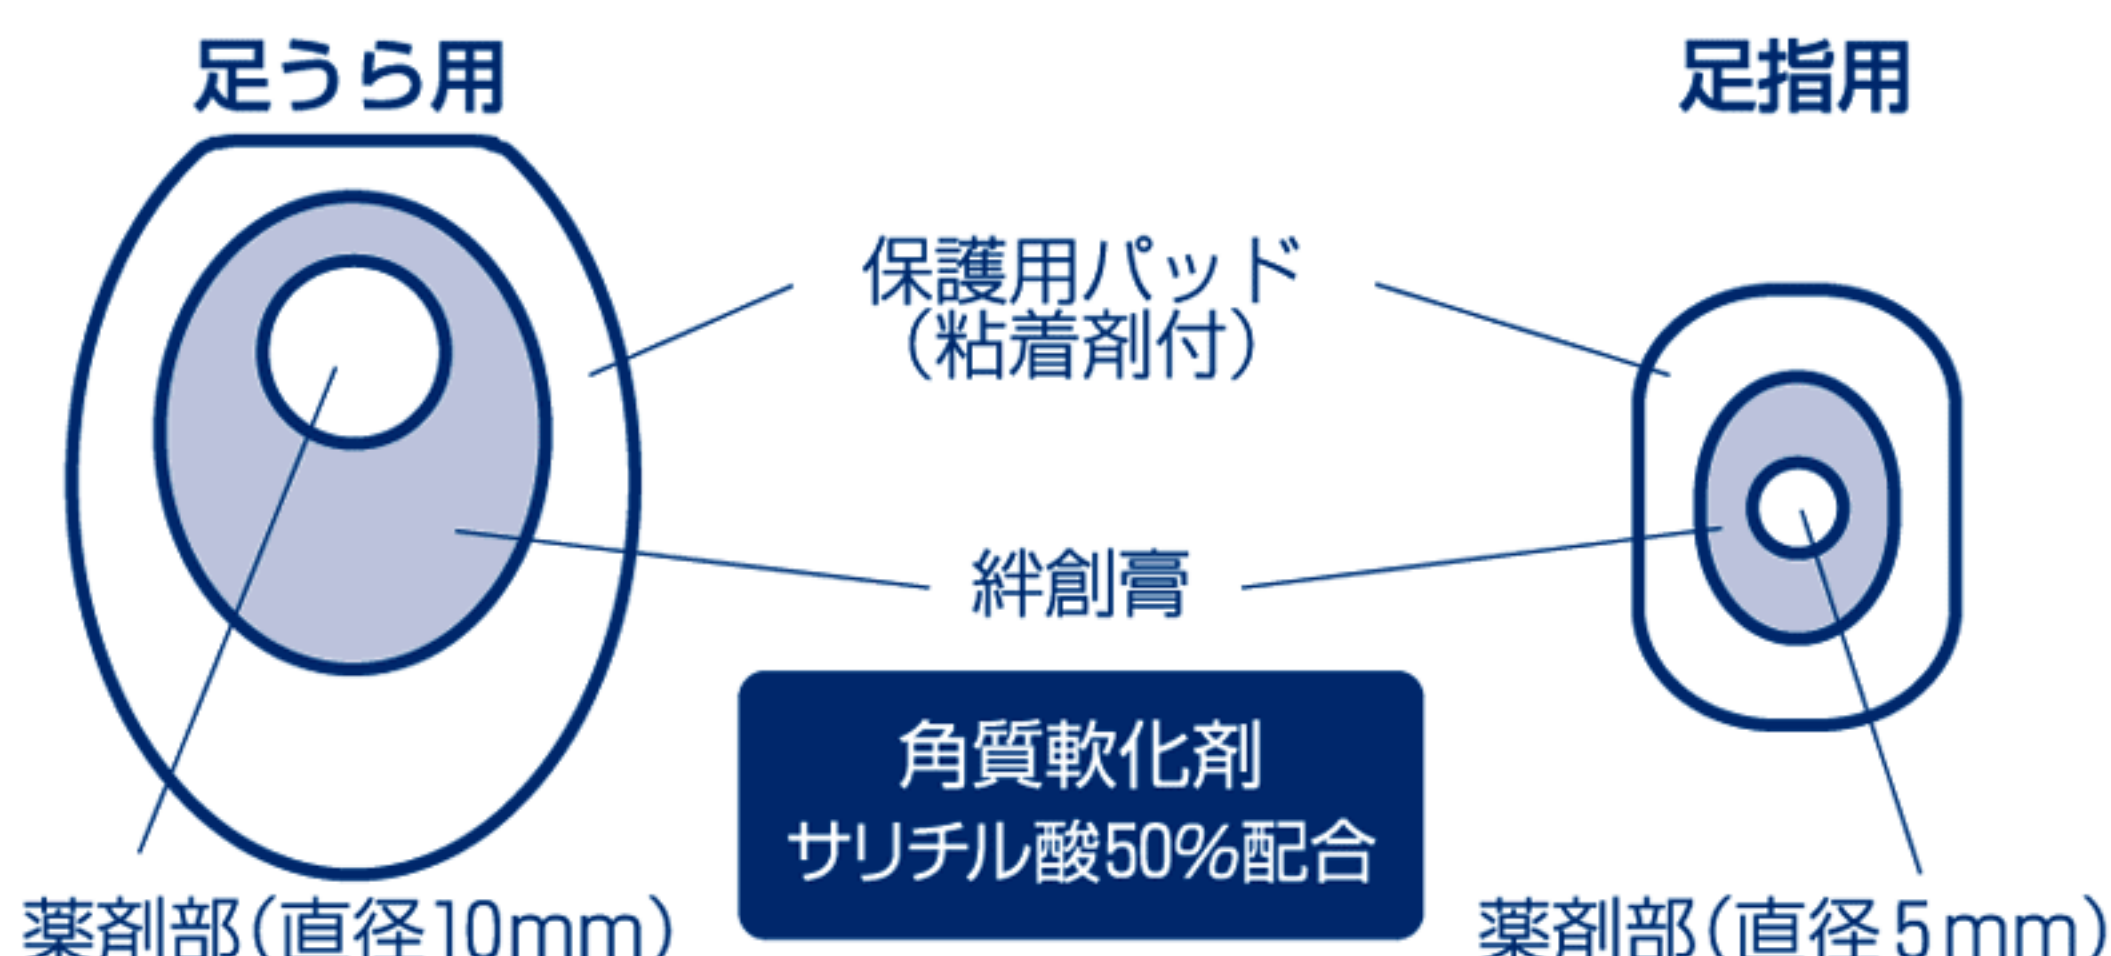 足うら用
足指用
保護用パッド
（粘着剤付）
絆創膏
角質軟化剤
サリチル酸50%配合
薬剤部（直径10mm）
薬剤部（直径5mm）